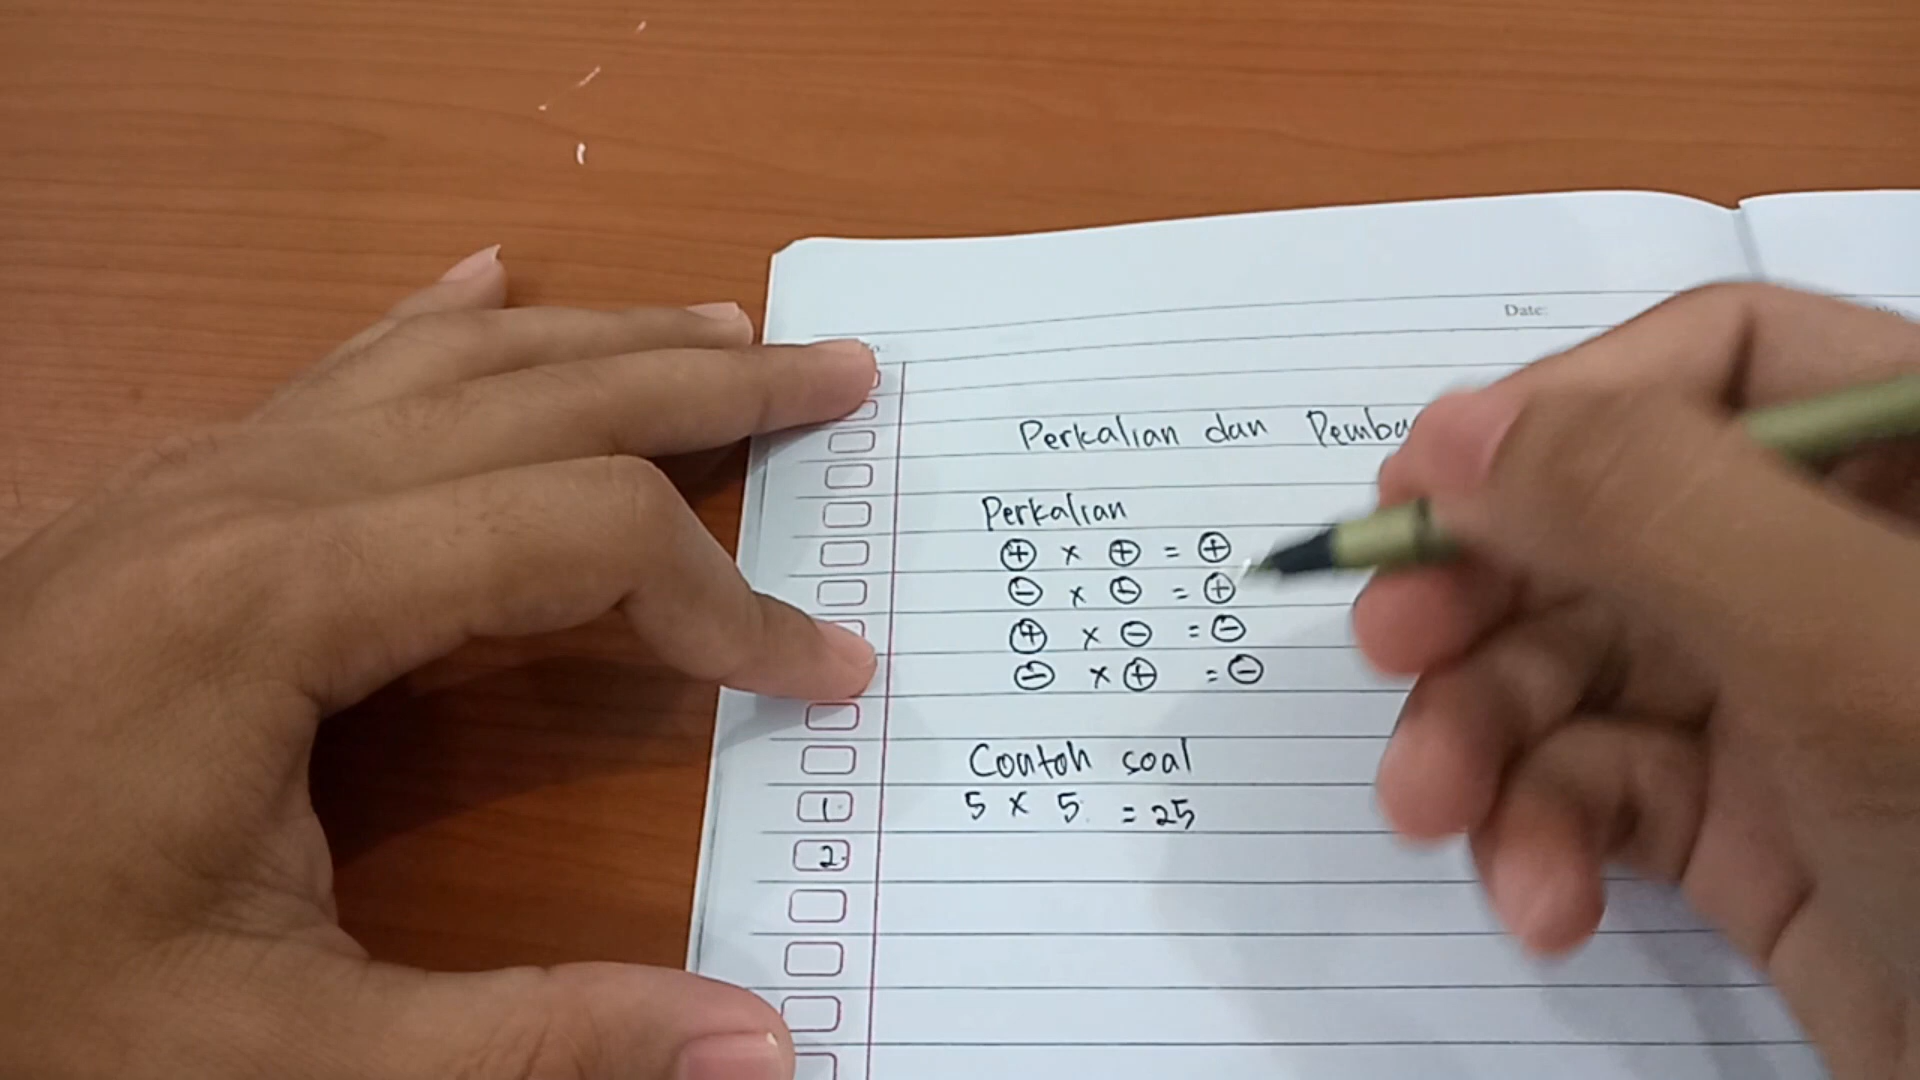 Date:
Perkalian dan
Perkalian
⊕ × ⊕ = ⊕
⊖ × ⊖ = ⊕
⊕ × ⊖ = ⊖
⊖ × ⊕ = ⊖
Contoh soal
1. 5 × 5 = 25
2.